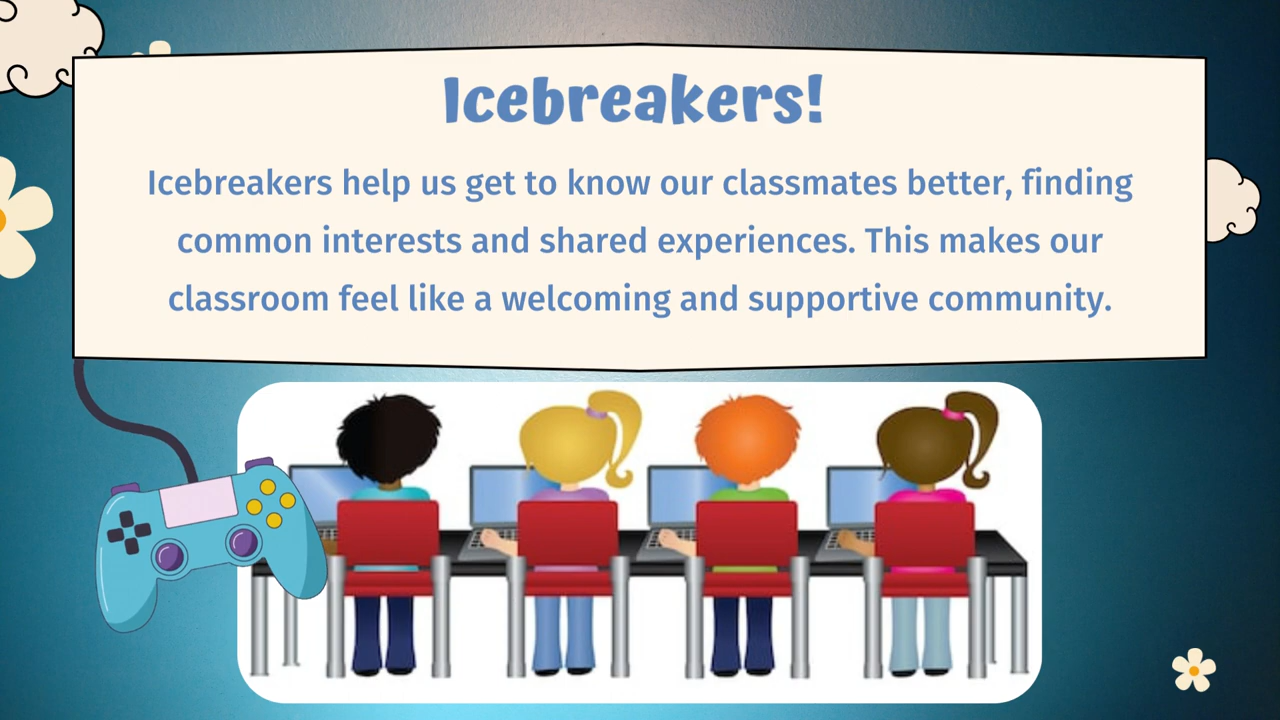 Icebreakers!
Icebreakers help us get to know our classmates better, finding
common interests and shared experiences. This makes our
classroom feel like a welcoming and supportive community.